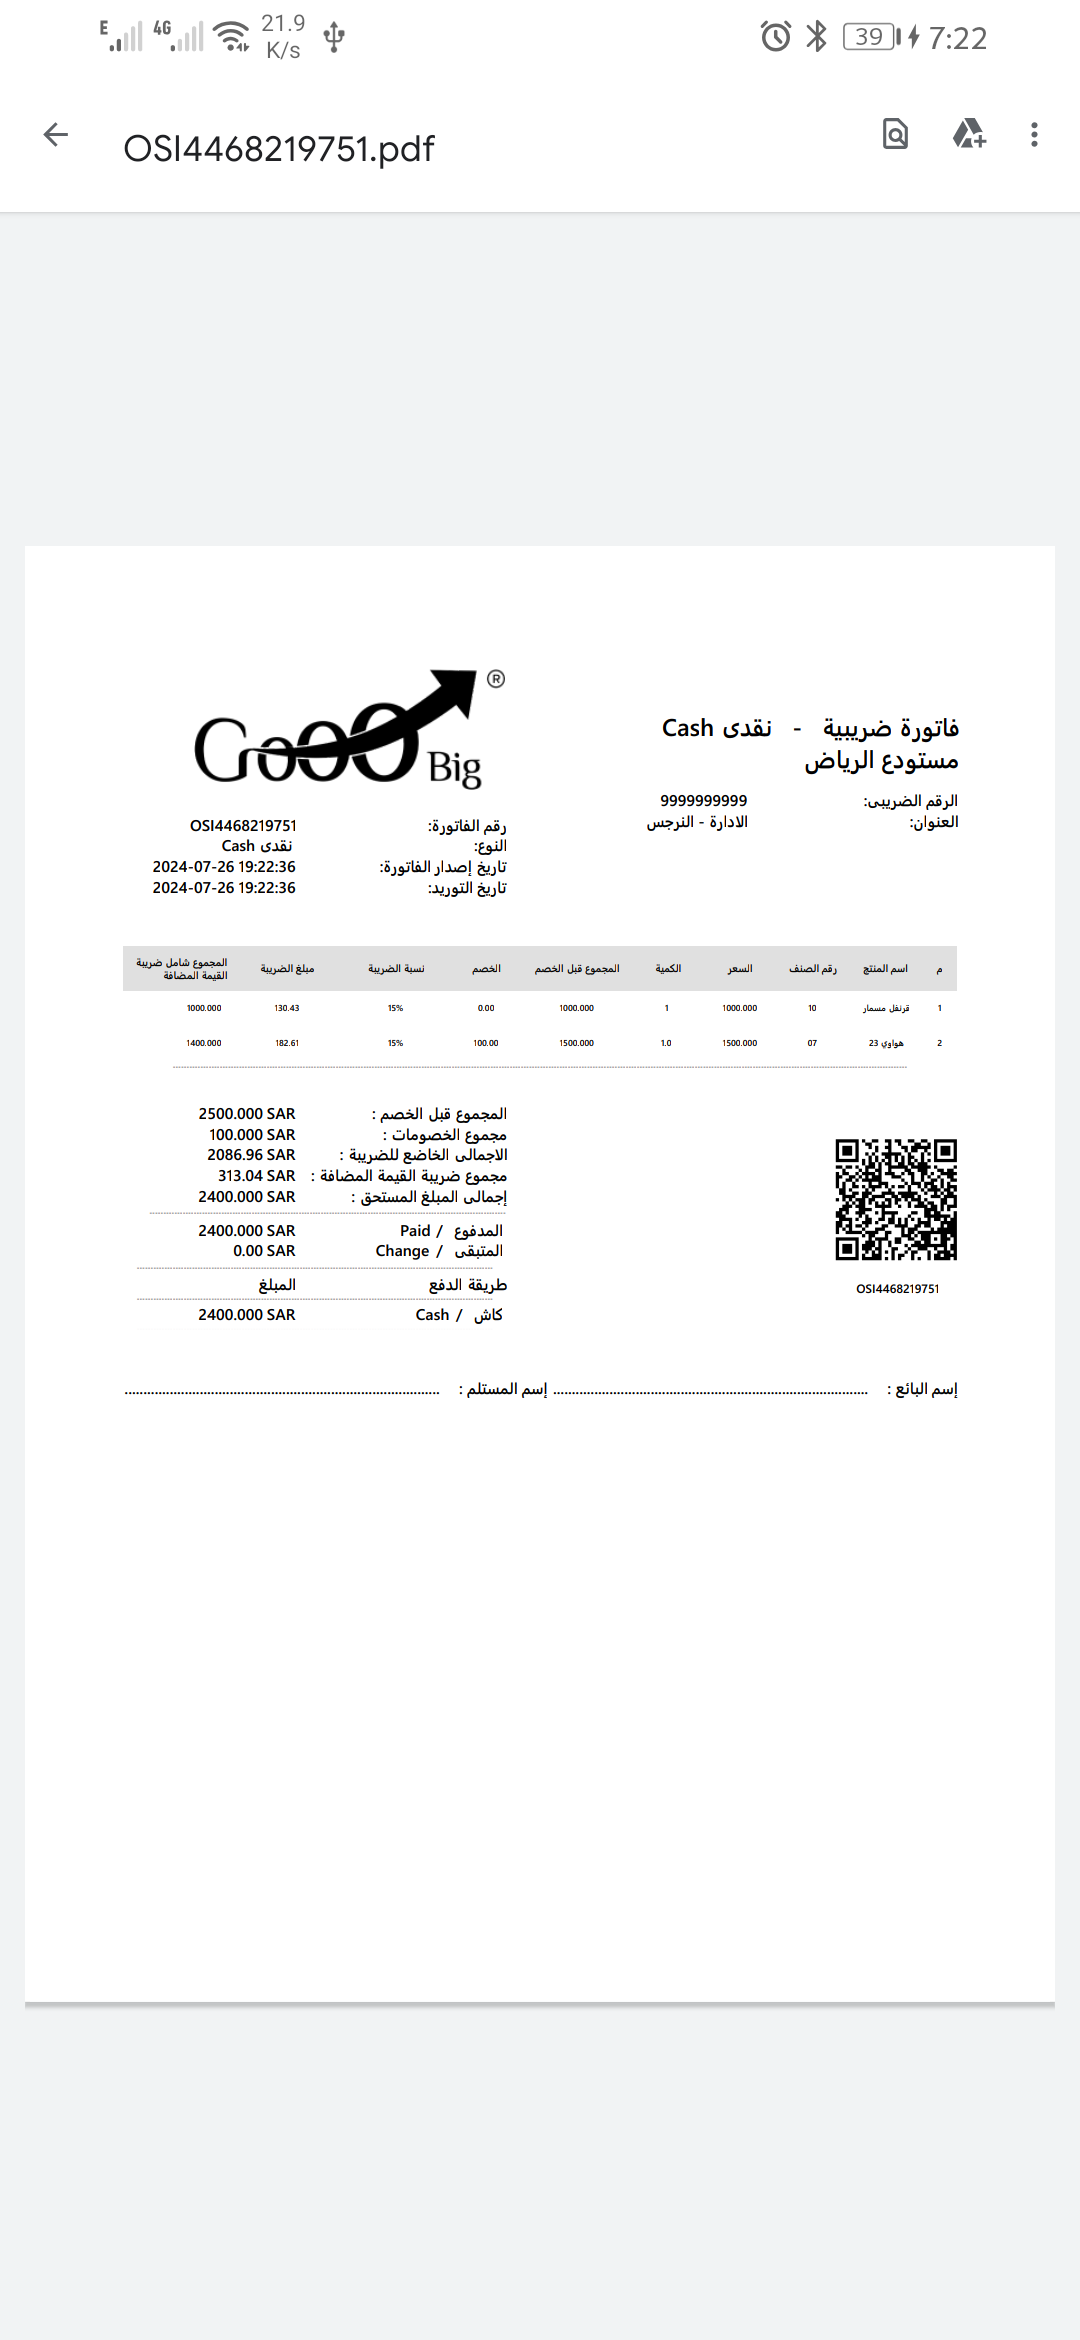 E 4G 21.9 K/s 39 7:22
OSI4468219751.pdf
GOOO Big ®
فاتورة ضريبية - نقدى Cash
مستودع الرياض
الرقم الضريبى: 9999999999
العنوان: الادارة - النرجس
رقم الفاتورة: OSI4468219751
النوع: نقدى Cash
تاريخ إصدار الفاتورة: 2024-07-26 19:22:36
تاريخ التوريد: 2024-07-26 19:22:36
م اسم المنتج رقم الصنف السعر الكمية المجموع قبل الخصم الخصم نسبة الضريبة مبلغ الضريبة المجموع شامل ضريبة
القيمة المضافة
1 قرنفل مسمار 10 1000.000 1 1000.000 0.00 15% 130.43 1000.000
2 هواوي 23 07 1500.000 1.0 1500.000 100.00 15% 182.61 1400.000
المجموع قبل الخصم : 2500.000 SAR
مجموع الخصومات : 100.000 SAR
الاجمالى الخاضع للضريبة : 2086.96 SAR
مجموع ضريبة القيمة المضافة : 313.04 SAR
إجمالى المبلغ المستحق : 2400.000 SAR
المدفوع / Paid 2400.000 SAR
المتبقى / Change 0.00 SAR
طريقة الدفع المبلغ
كاش / Cash 2400.000 SAR
OSI4468219751
إسم البائع : إسم المستلم :